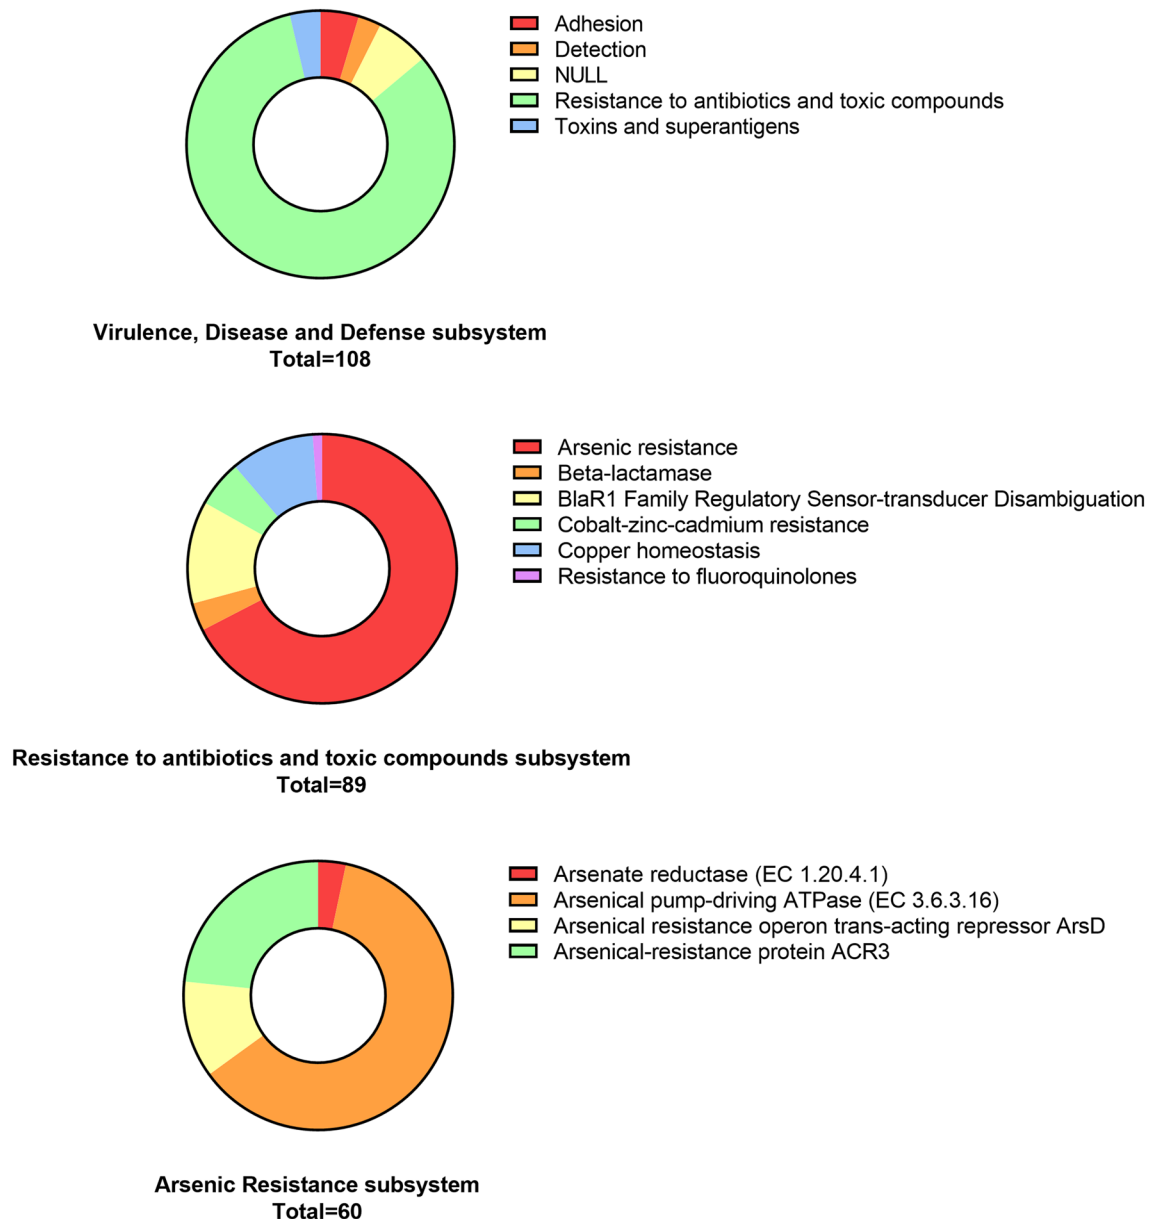 Adhesion
Detection
NULL
Resistance to antibiotics and toxic compounds
Toxins and superantigens
Virulence, Disease and Defense subsystem
Total=108
Arsenic resistance
Beta-lactamase
BlaR1 Family Regulatory Sensor-transducer Disambiguation
Cobalt-zinc-cadmium resistance
Copper homeostasis
Resistance to fluoroquinolones
Resistance to antibiotics and toxic compounds subsystem
Total=89
Arsenate reductase (EC 1.20.4.1)
Arsenical pump-driving ATPase (EC 3.6.3.16)
Arsenical resistance operon trans-acting repressor ArsD
Arsenical-resistance protein ACR3
Arsenic Resistance subsystem
Total=60